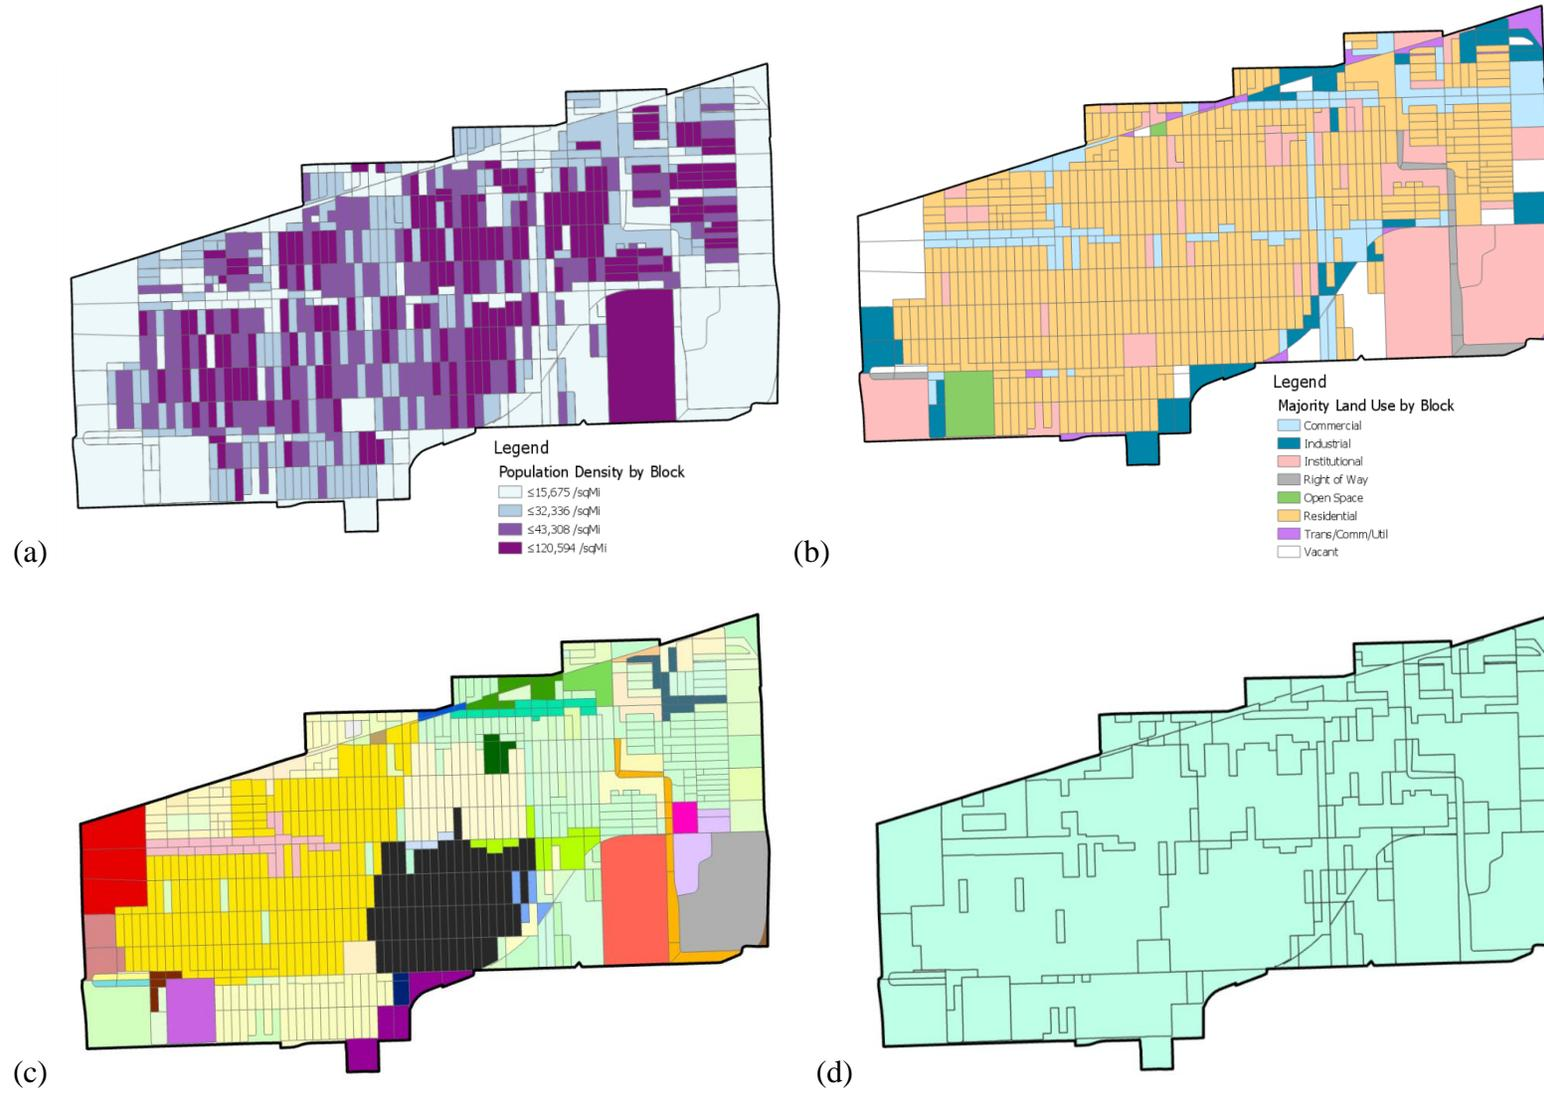 Legend
Population Density by Block
≤15,675 /sqMi
≤32,336 /sqMi
≤43,308 /sqMi
≤120,594 /sqMi
(a)
Legend
Majority Land Use by Block
Commercial
Industrial
Institutional
Right of Way
Open Space
Residential
Trans/Comm/Util
Vacant
(b)
(c)
(d)